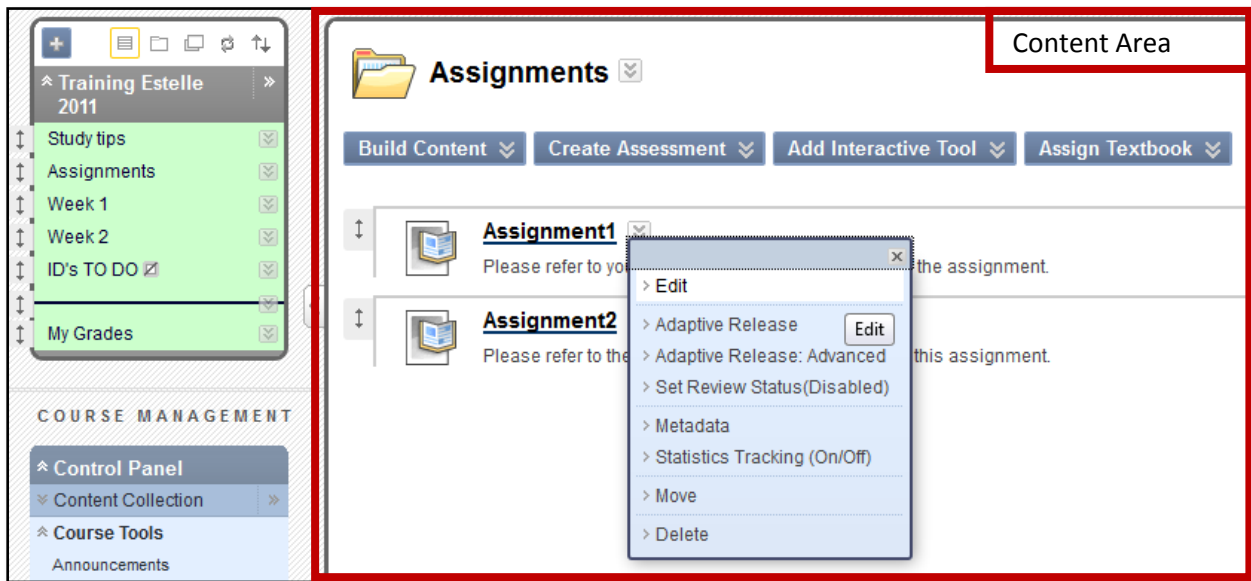 Training Estelle
2011
Study tips
Assignments
Week 1
Week 2
ID's TO DO
My Grades
COURSE MANAGEMENT
Control Panel
Content Collection
Course Tools
Announcements
Content Area
Assignments
Build Content
Create Assessment
Add Interactive Tool
Assign Textbook
Assignment1
Please refer to you the assignment.
Assignment2
Please refer to the this assignment.
Edit
Adaptive Release
Edit
Adaptive Release: Advanced
Set Review Status(Disabled)
Metadata
Statistics Tracking (On/Off)
Move
Delete